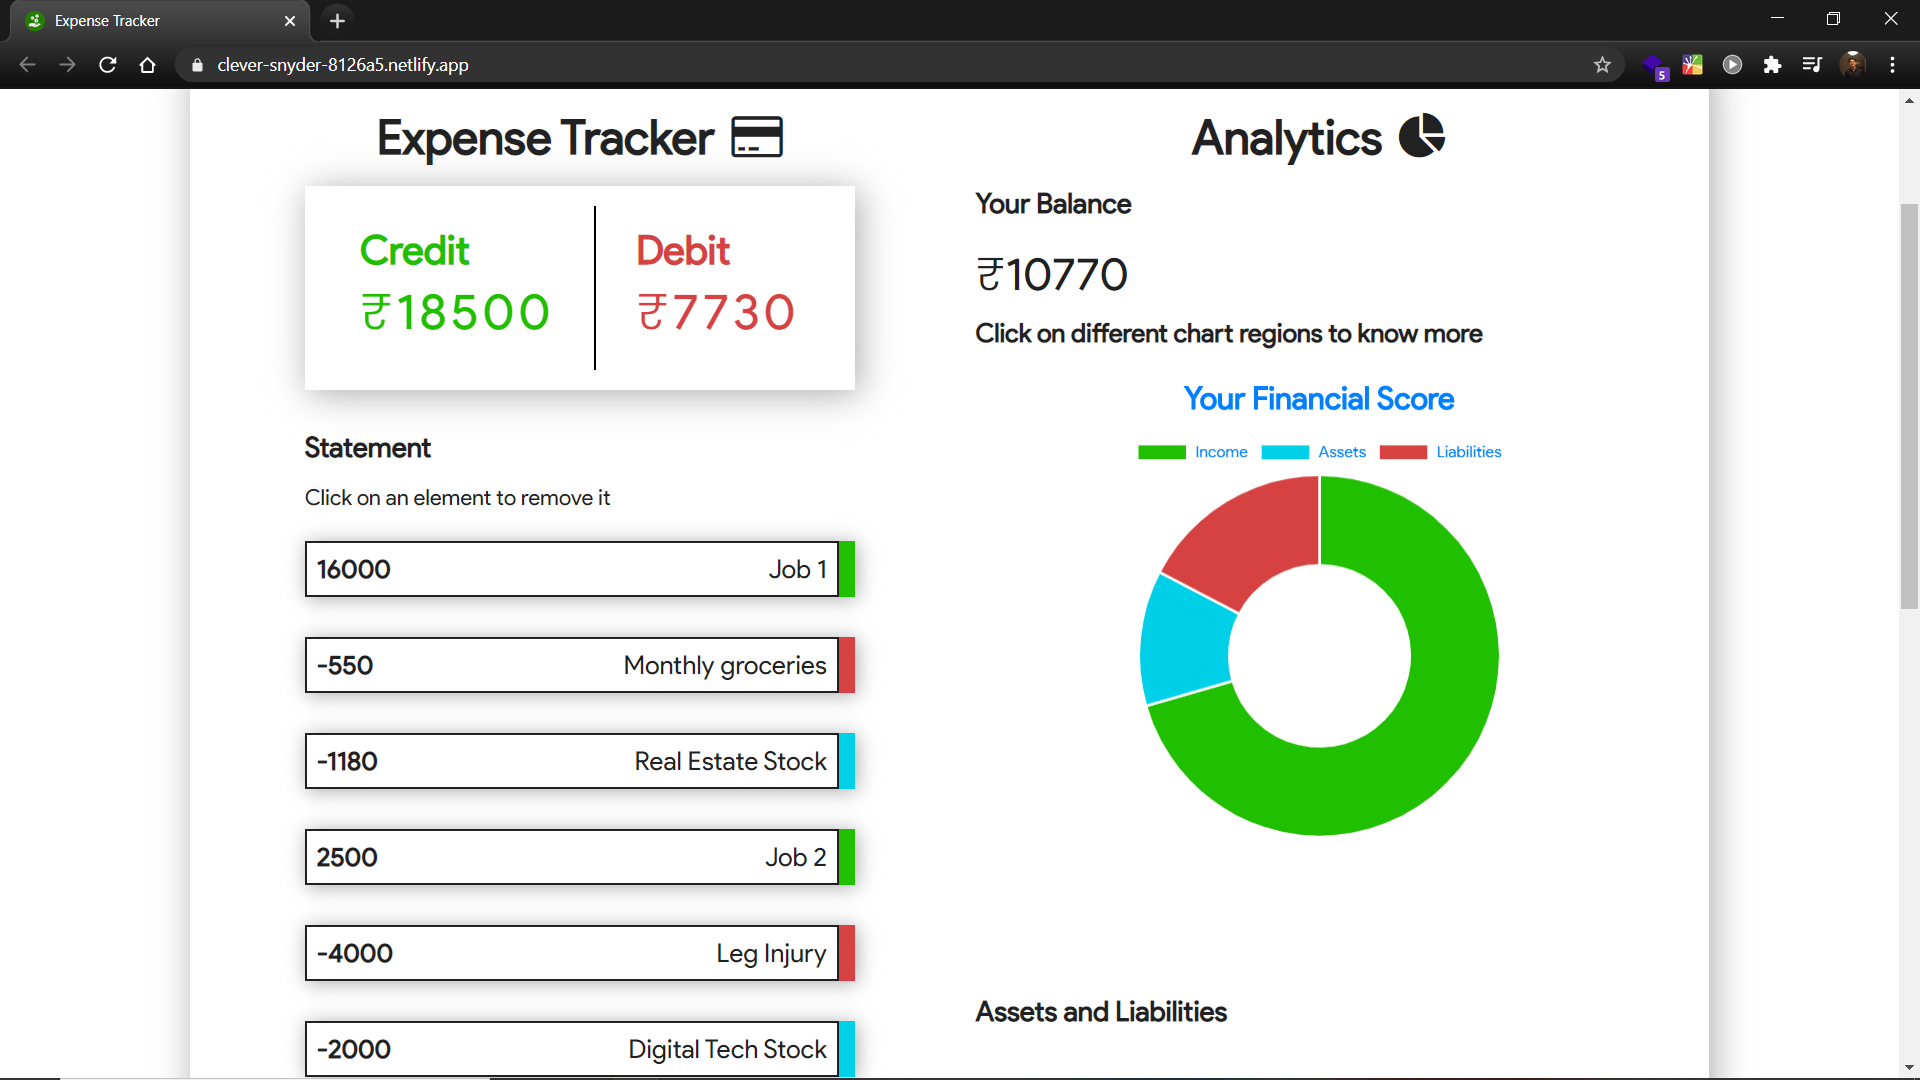 Expense Tracker
clever-snyder-8126a5.netlify.app
5
Expense Tracker
Credit
₹18500
Debit
₹7730
Statement
Click on an element to remove it
16000 Job 1
-550 Monthly groceries
-1180 Real Estate Stock
2500 Job 2
-4000 Leg Injury
-2000 Digital Tech Stock
Analytics
Your Balance
₹10770
Click on different chart regions to know more
Your Financial Score
Income Assets Liabilities
Assets and Liabilities